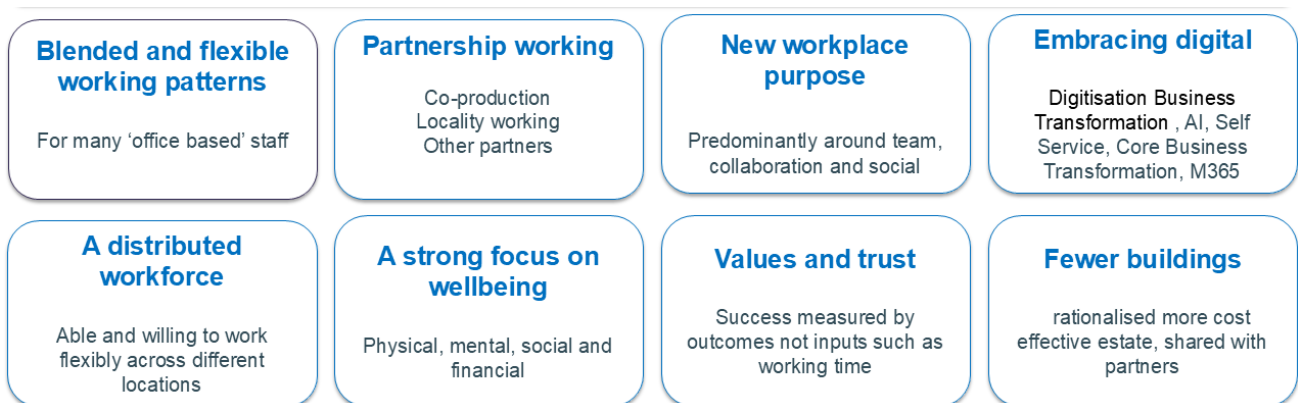 Blended and flexible
working patterns
For many ‘office based’ staff
Partnership working
Co-production
Locality working
Other partners
New workplace
purpose
Predominantly around team,
collaboration and social
Embracing digital
Digitisation Business
Transformation , AI, Self
Service, Core Business
Transformation, M365
A distributed
workforce
Able and willing to work
flexibly across different
locations
A strong focus on
wellbeing
Physical, mental, social and
financial
Values and trust
Success measured by
outcomes not inputs such as
working time
Fewer buildings
rationalised more cost
effective estate, shared with
partners